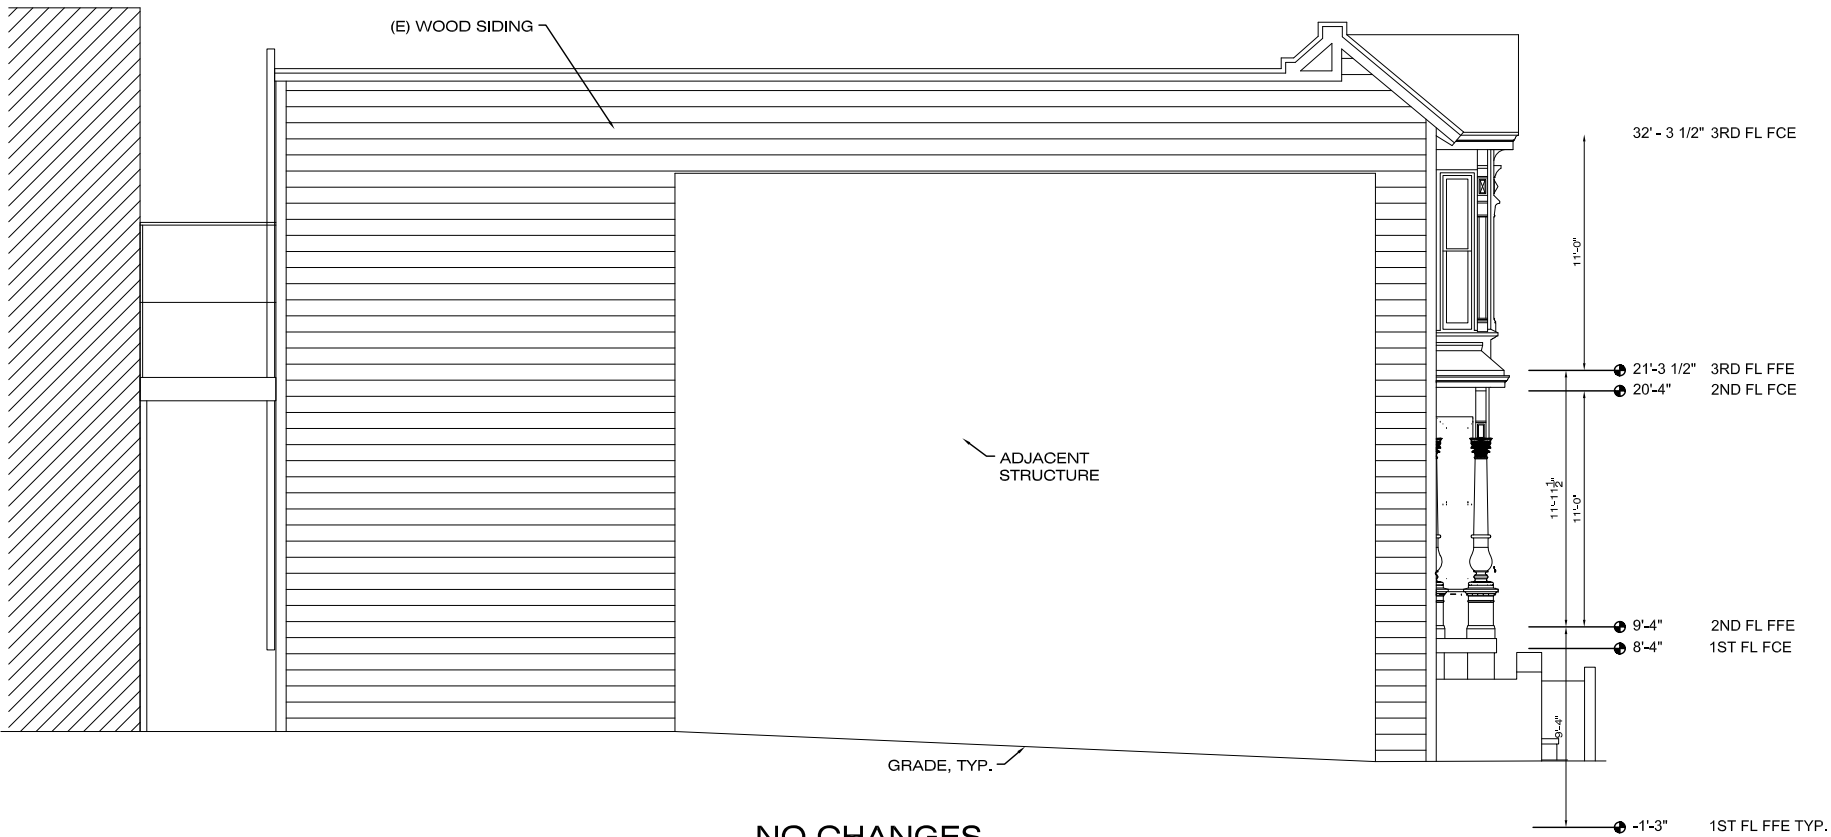 (E) WOOD SIDING
32' - 3 1/2" 3RD FL FCE
11'-0"
21'-3 1/2" 3RD FL FFE
20'-4" 2ND FL FCE
ADJACENT
STRUCTURE
11'-11 1/2"
11'-0"
9'-4" 2ND FL FFE
8'-4" 1ST FL FCE
9'-4"
GRADE, TYP.
NO CHANGES
-1'-3" 1ST FL FFE TYP.